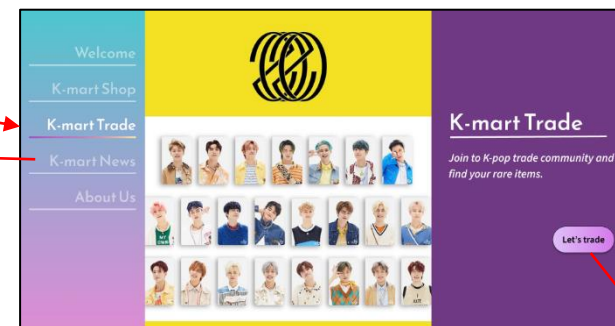 Welcome
K-mart Shop
K-mart Trade
K-mart News
About Us
K-mart Trade
Join to K-pop trade community and
find your rare items.
Let's trade